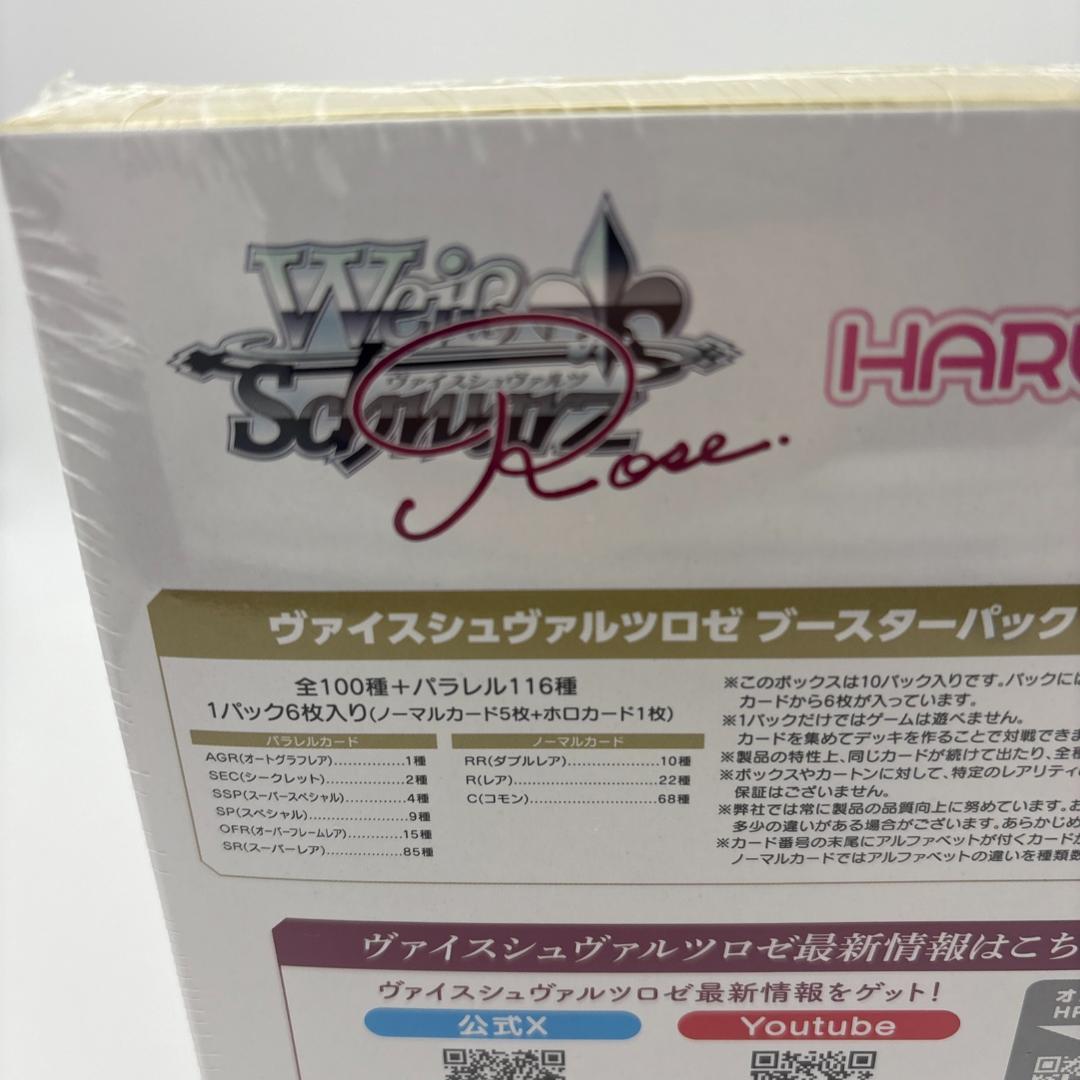 Weiß
Schwarz
ヴァイスシュヴァルツ
Rose.
HARU
ヴァイスシュヴァルツロゼ ブースターパック
全100種+パラレル116種
1パック6枚入り(ノーマルカード5枚+ホロカード1枚)
パラレルカード
AGR(オートグラフレア)..............1種
SEC(シークレット)..................2種
SSP(スーパースペシャル)..........4種
SP(スペシャル)......................9種
OFR(オーバーフレームレア)......15種
SR(スーパーレア)..................85種
ノーマルカード
RR(ダブルレア)....................10種
R(レア)..............................22種
C(コモン)...........................68種
※このボックスは10パック入りです。パックには
カードから6枚が入っています。
※1パックだけではゲームは遊べません。
カードを集めてデッキを作ることで対戦できま
※製品の特性上、同じカードが続けて出たり、全種
※ボックスやカートンに対して、特定のレアリティの
保証はございません。
※弊社では常に製品の品質向上に努めています。お
多少の違いがある場合がございます。あらかじめ
※カード番号の末尾にアルファベットが付くカードが
ノーマルカードではアルファベットの違いを種類数
ヴァイスシュヴァルツロゼ最新情報はこち
ヴァイスシュヴァルツロゼ最新情報をゲット!
公式X
Youtube
オ
HP